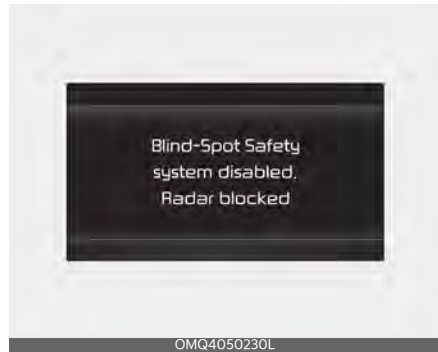 Blind-Spot Safety
system disabled.
Radar blocked
OMQ4050230L